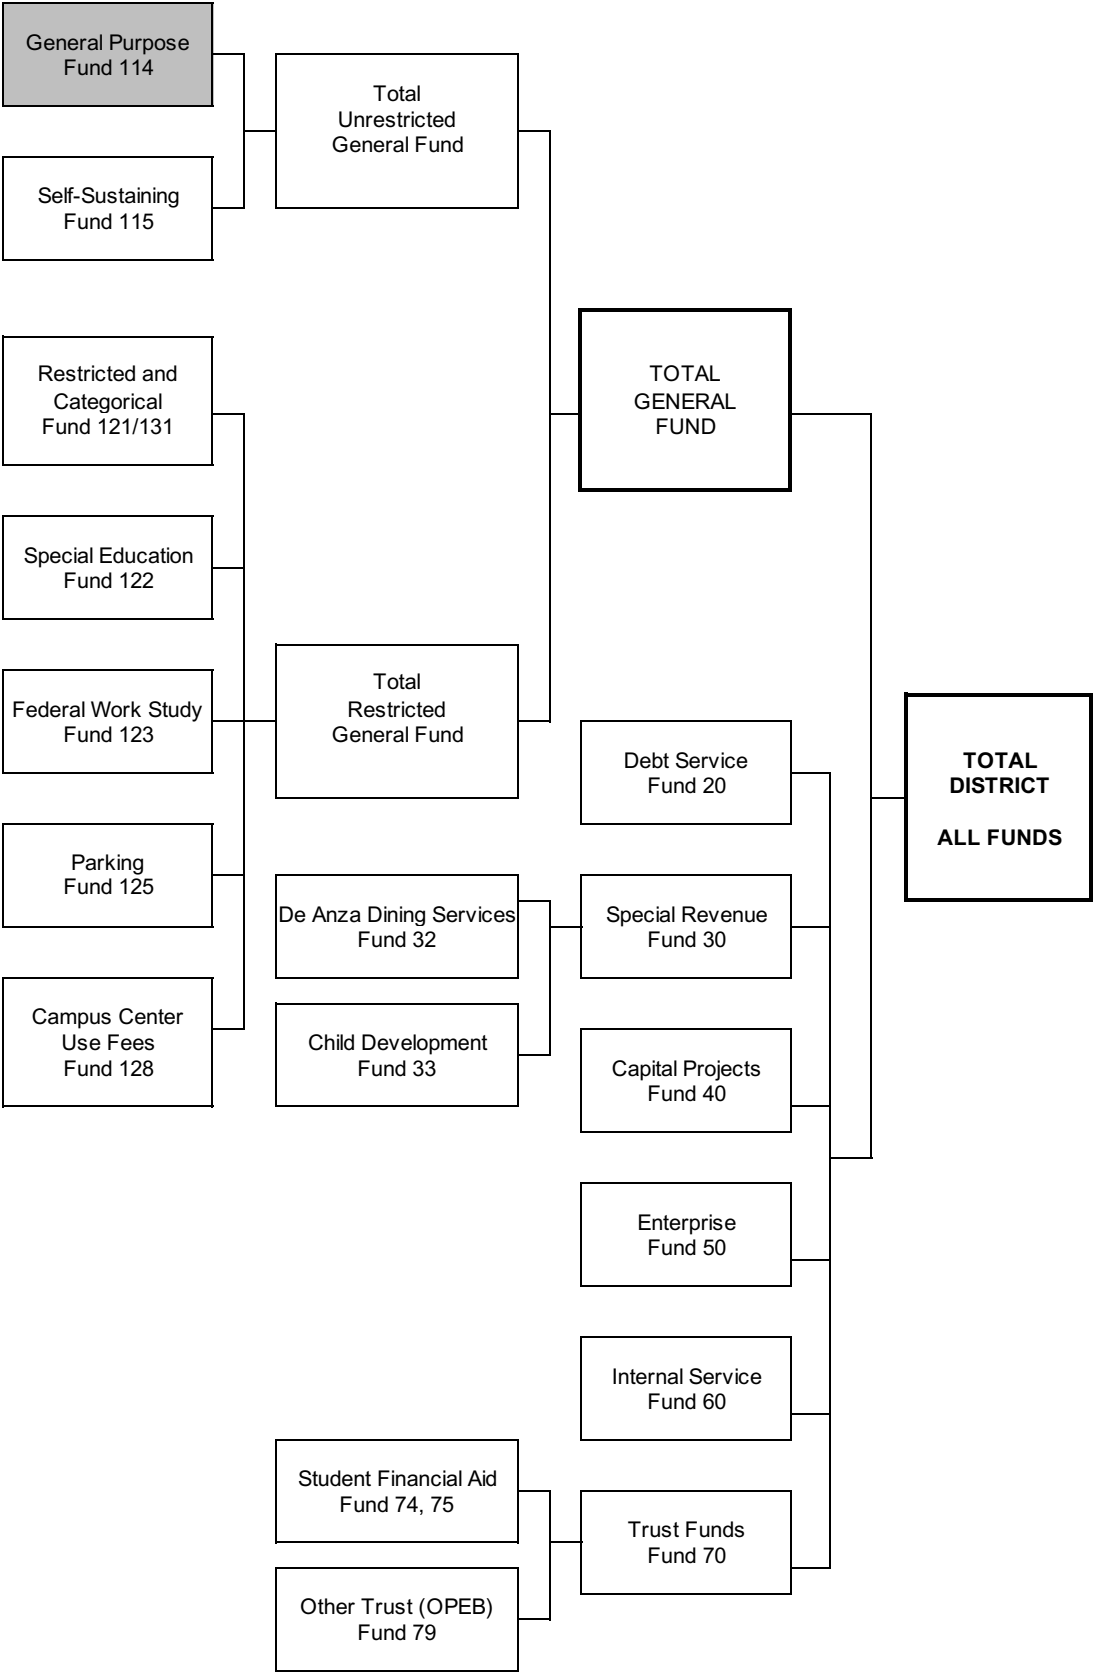 General Purpose
Fund 114
Total
Unrestricted
General Fund
Self-Sustaining
Fund 115
Restricted and
Categorical
Fund 121/131
TOTAL
GENERAL
FUND
Special Education
Fund 122
Federal Work Study
Fund 123
Total
Restricted
General Fund
Debt Service
Fund 20
TOTAL
DISTRICT
ALL FUNDS
Parking
Fund 125
De Anza Dining Services
Fund 32
Special Revenue
Fund 30
Campus Center
Use Fees
Fund 128
Child Development
Fund 33
Capital Projects
Fund 40
Enterprise
Fund 50
Internal Service
Fund 60
Student Financial Aid
Fund 74, 75
Trust Funds
Fund 70
Other Trust (OPEB)
Fund 79